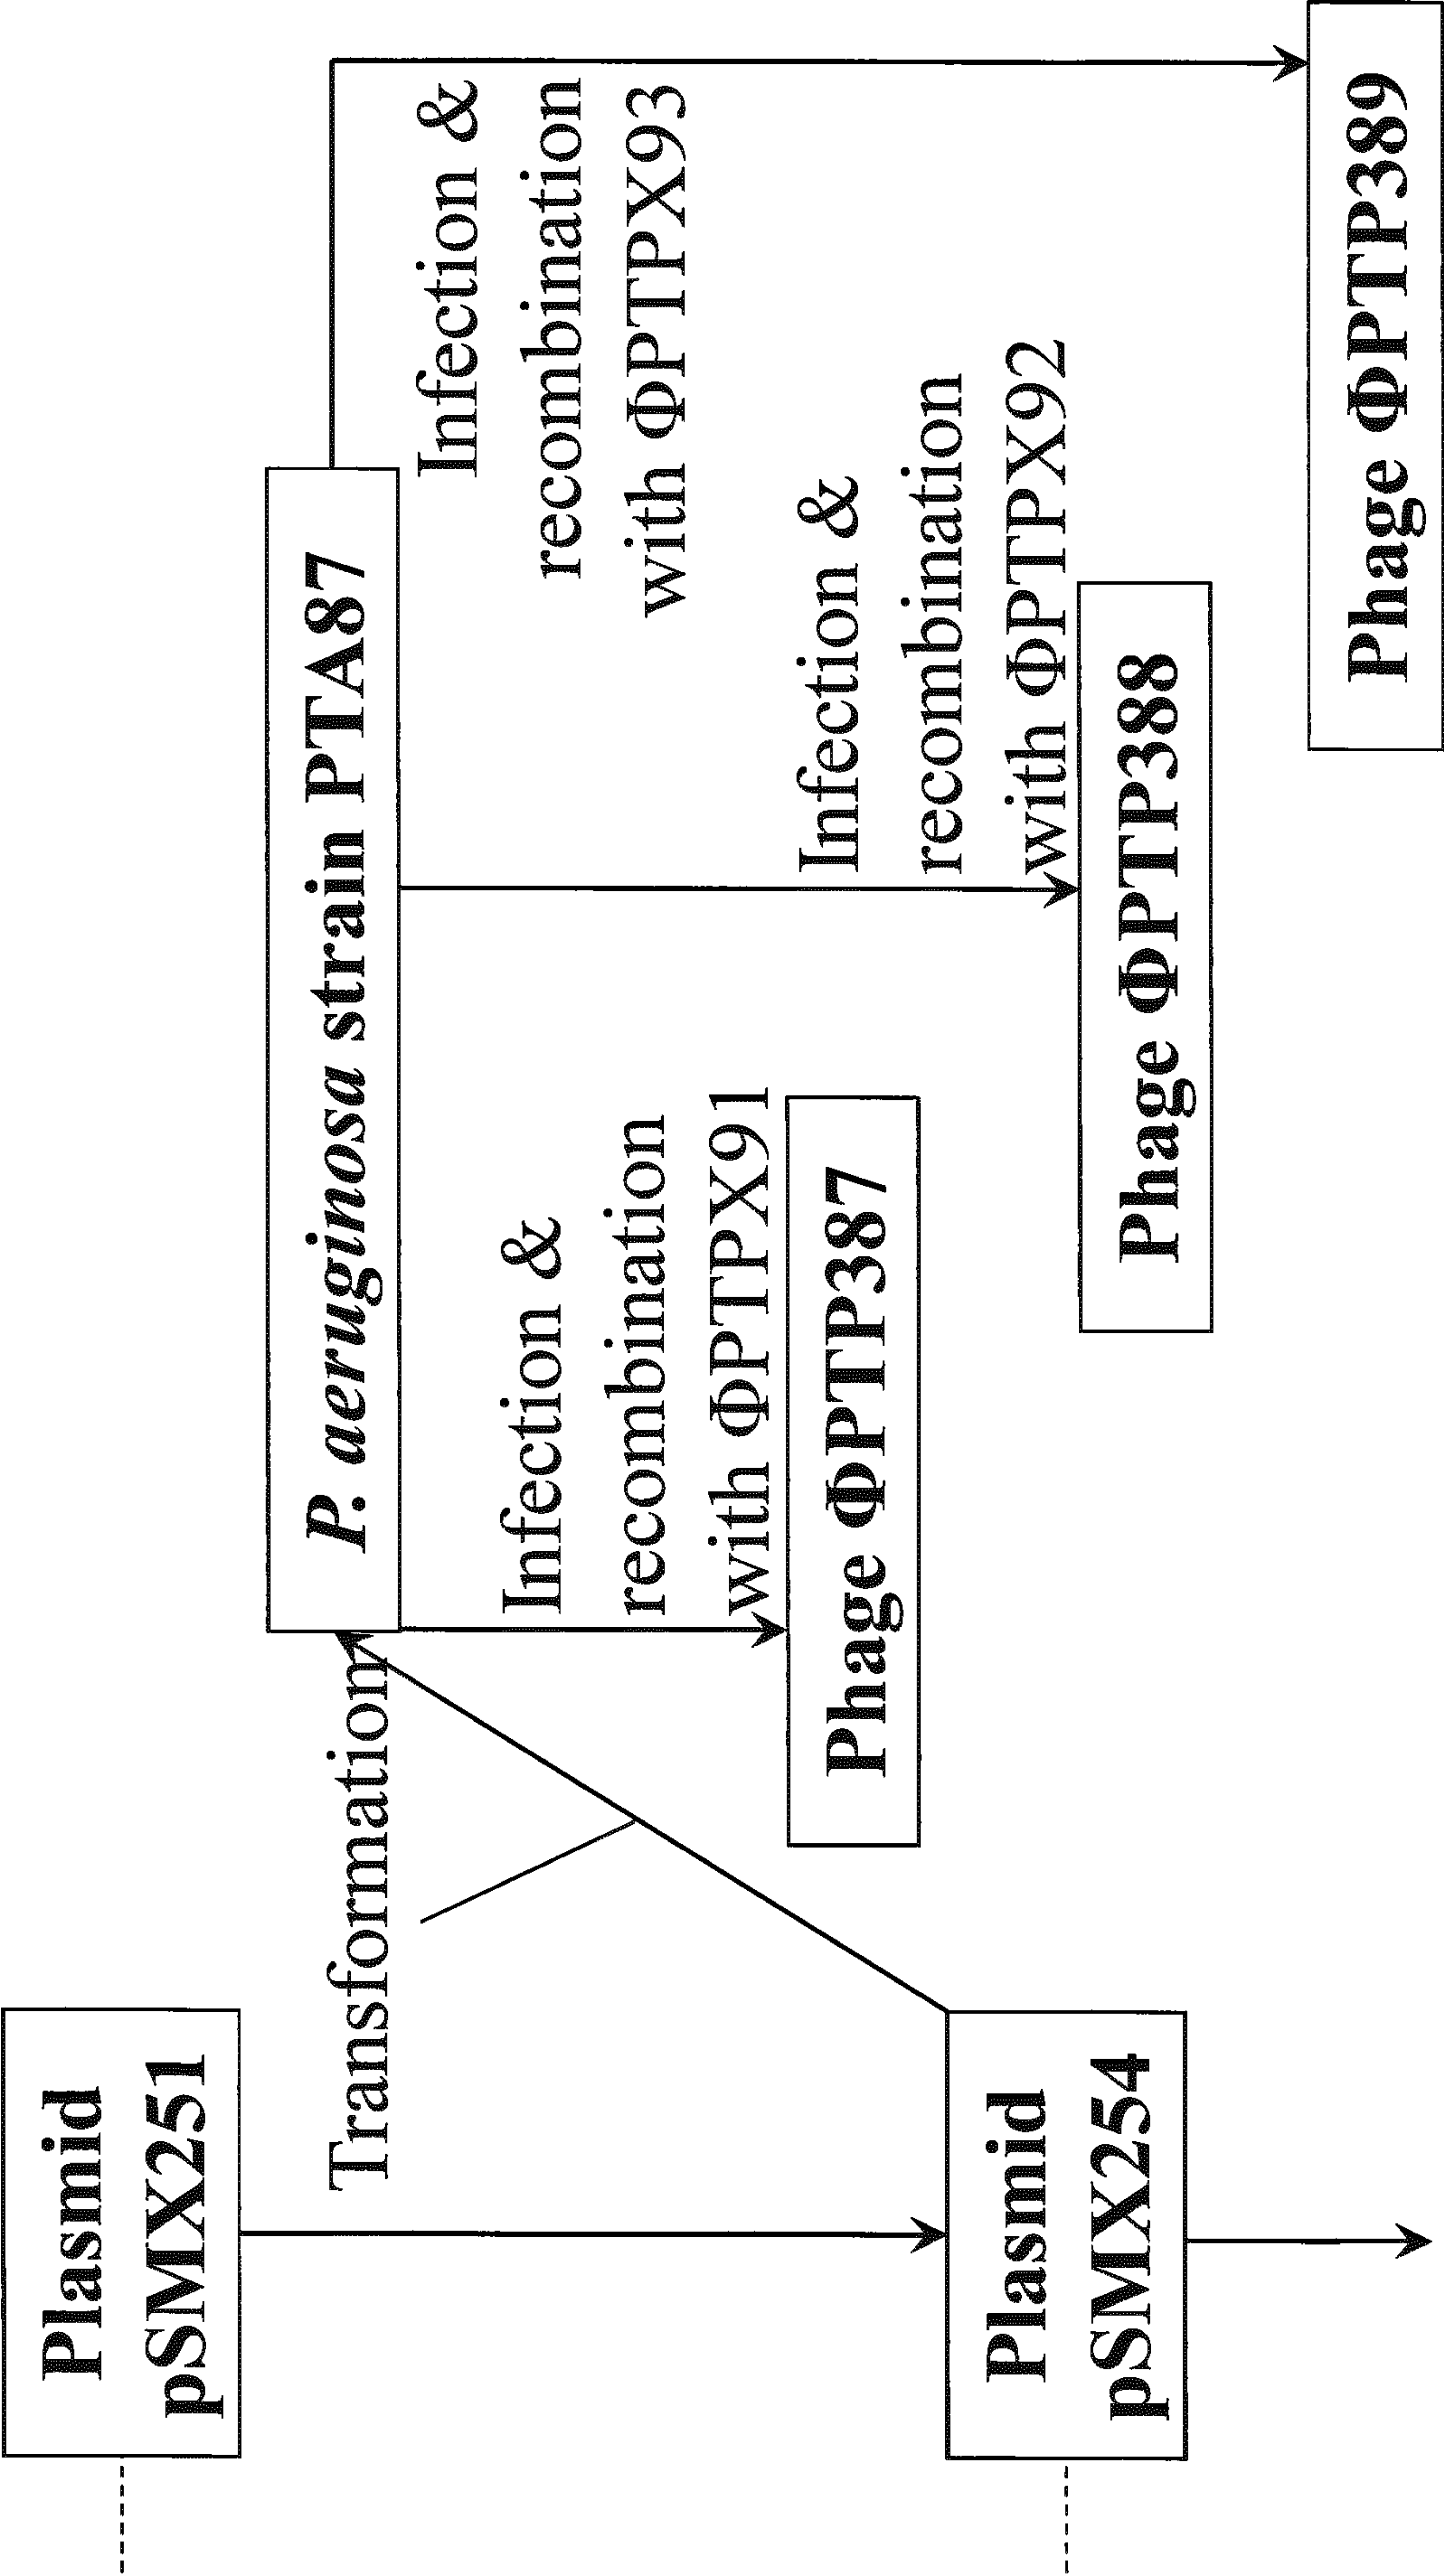 Plasmid
pSMX251
Transformation
P. aeruginosa strain PTA87
Infection &
recombination
with ΦPTPX93
Infection &
recombination
with ΦPTPX91
Infection &
recombination
with ΦPTPX92
Phage ΦPTP387
Plasmid
pSMX254
Phage ΦPTP388
Phage ΦPTP389